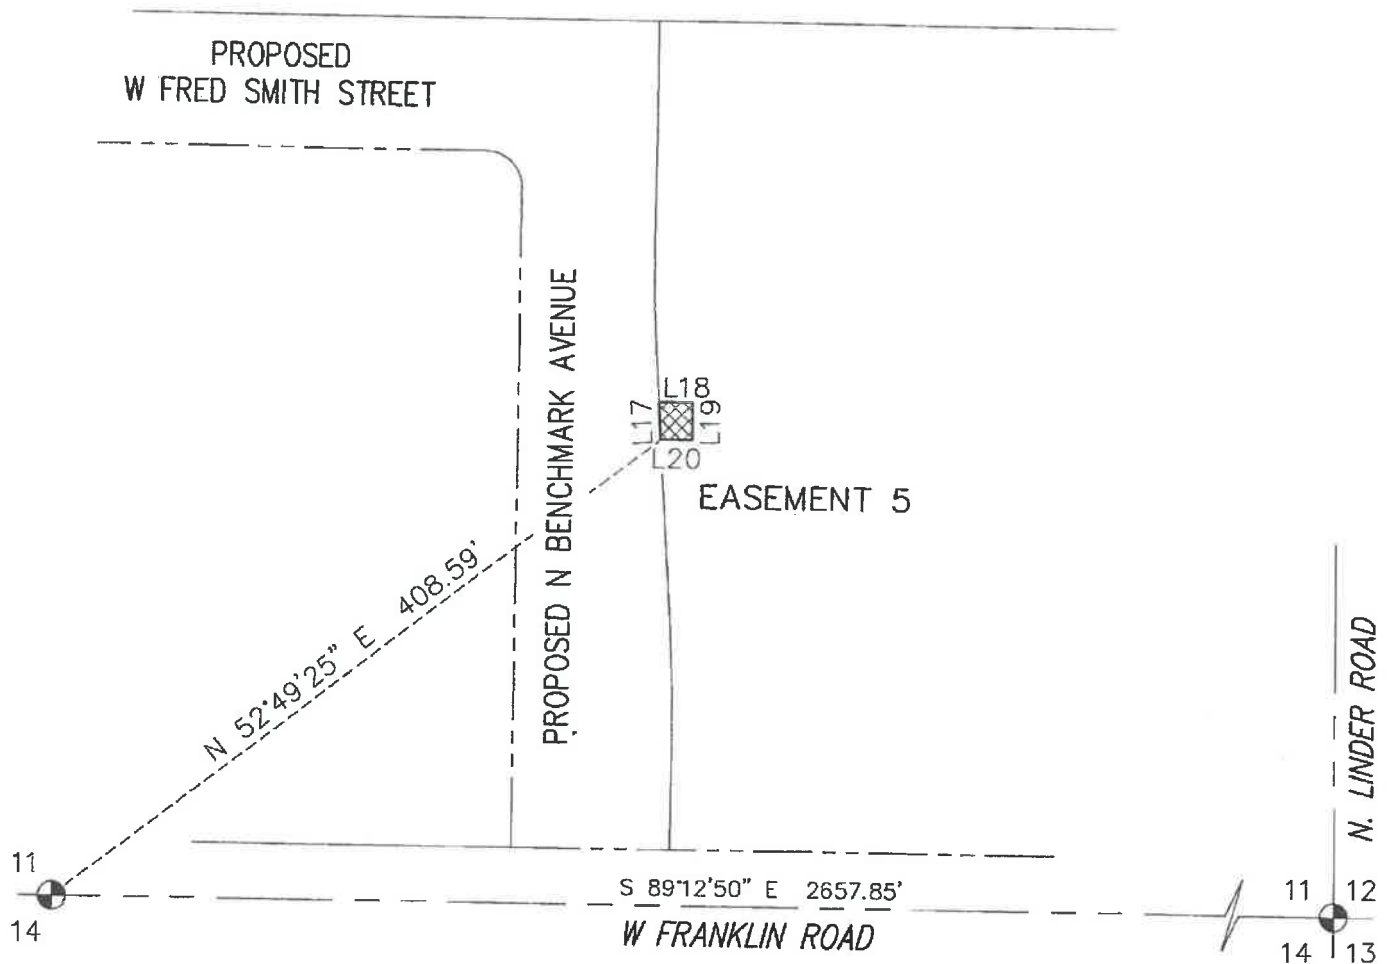 PROPOSED
W FRED SMITH STREET
PROPOSED N BENCHMARK AVENUE
L18
L17
L19
L20
EASEMENT 5
N 52°49'25" E 408.59'
N. LINDER ROAD
11
14
S 89°12'50" E 2657.85'
W FRANKLIN ROAD
11 12
14 13